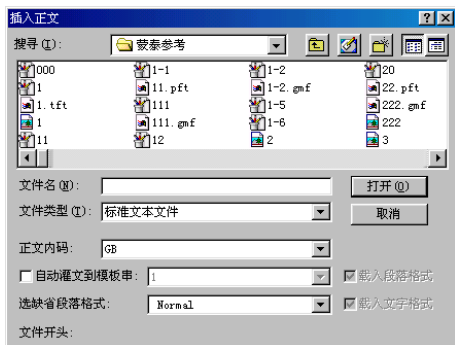 插入正文
搜寻(I): 蒙泰参考
000 1-1 1-2 20
1 11.pft 1-2.gmf 22.pft
1.tft 111 1-5 222.gmf
1 111.gmf 1-6 222
11 12 2 3
文件名(N): 打开(O)
文件类型(T): 标准文本文件 取消
正文内码: GB
自动灌文到模板串: 1 载入段落格式
选缺省段落格式: Normal 载入文字格式
文件开头: